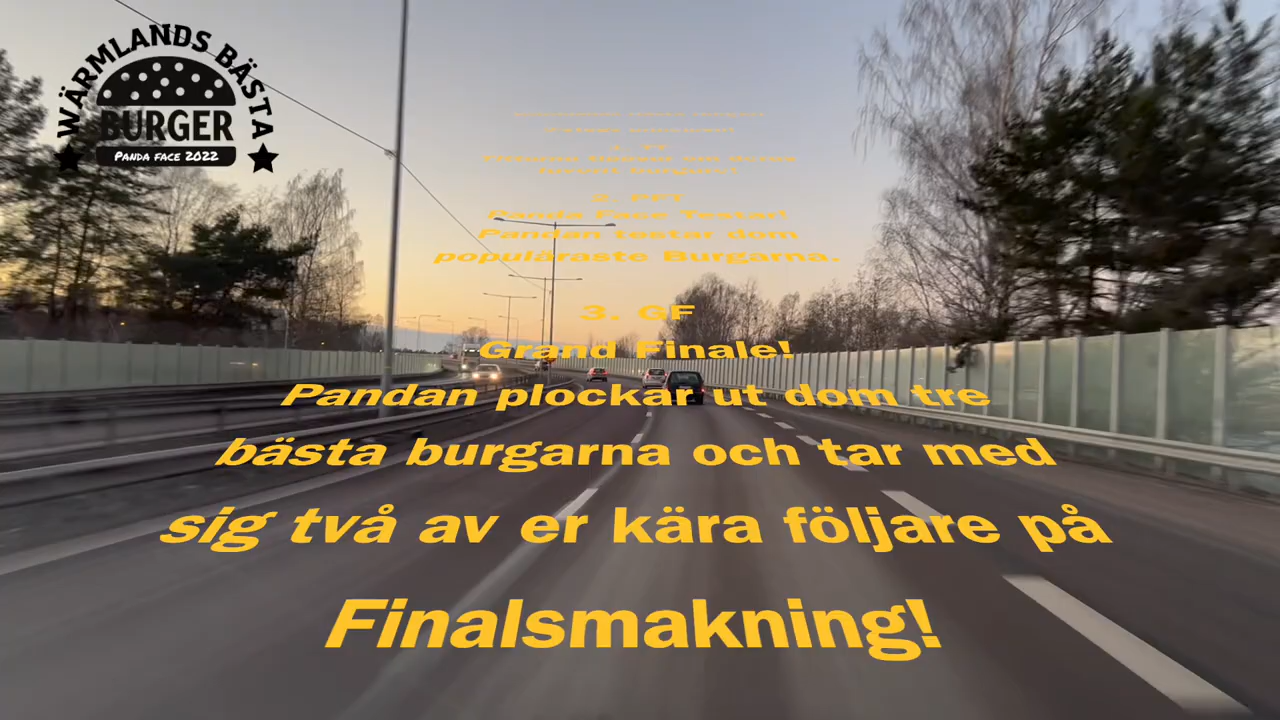 WÄRMLANDS BÄSTA
BURGER
PANDA FACE 2022
2. PFT
Panda Face Testar!
Pandan testar dom
populäraste Burgarna.
3. GF
Grand Finale!
Pandan plockar ut dom tre
bästa burgarna och tar med
sig två av er kära följare på
Finalsmakning!